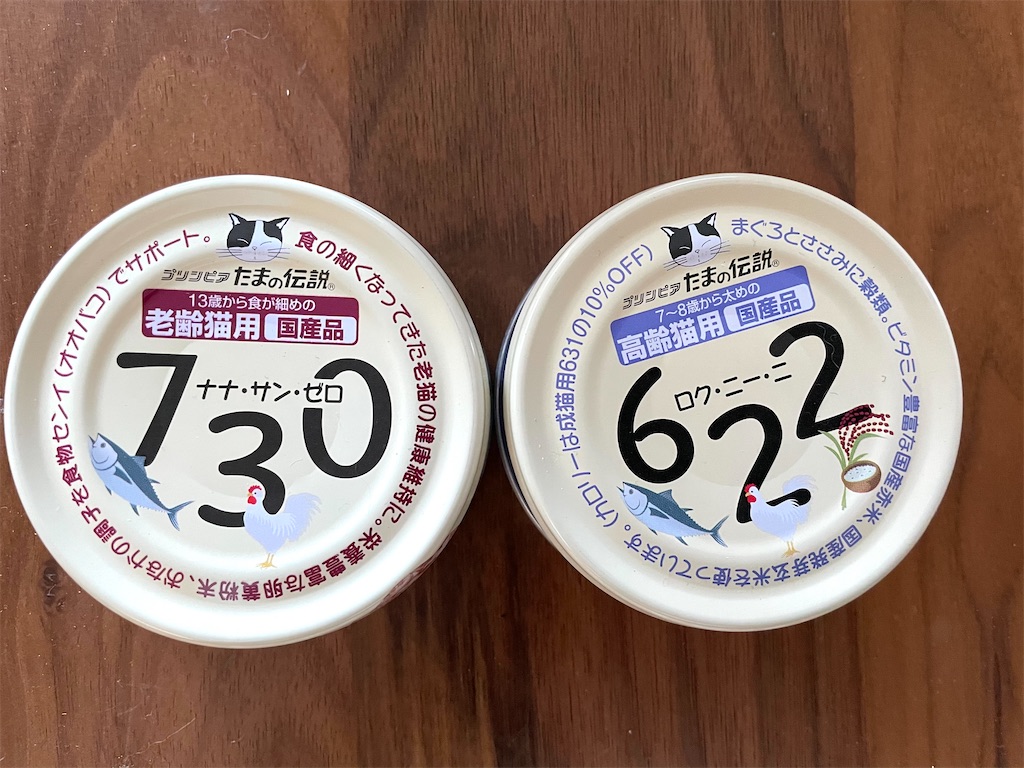 プリンピア たまの伝説®
13歳から食が細めの
老齢猫用 国産品
730
ナナ・サン・ゼロ
食の細くなってきた老猫の健康維持に。栄養豊富な卵黄粉末、おなかの調子を食物センイ(オオバコ)でサポート。
プリンピア たまの伝説®
7〜8歳から太めの
高齢猫用 国産品
622
ロク・ニー・ニ
まぐろとささみに穀類。ビタミン豊富な国産赤米、国産発芽玄米を使っています。(カロリーは成猫用631の10%OFF)